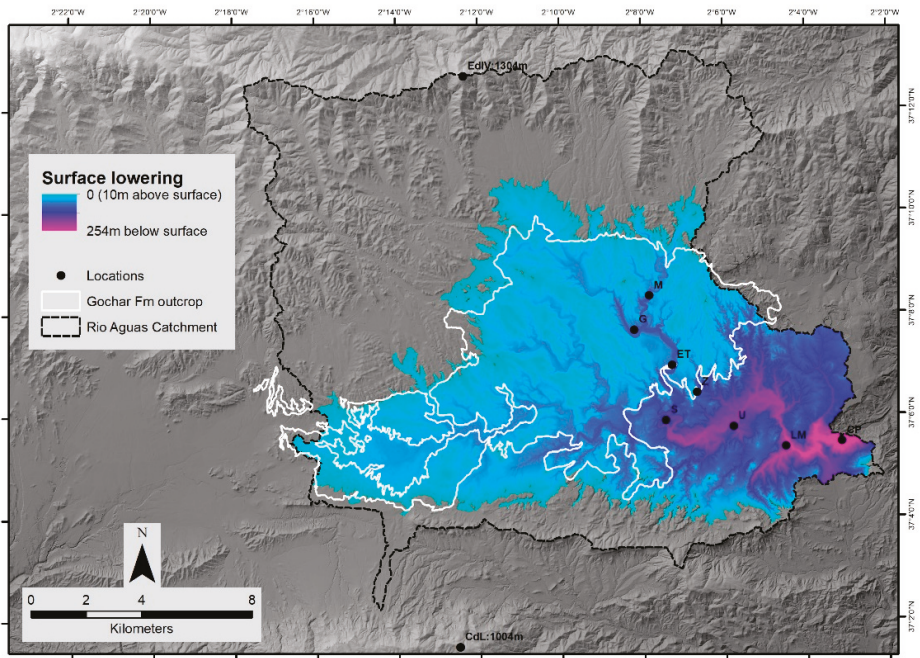 2°22'0"W 2°20'0"W 2°18'0"W 2°16'0"W 2°14'0"W 2°12'0"W 2°10'0"W 2°8'0"W 2°6'0"W 2°4'0"W 2°2'0"W
EdlV:1301m
37°12'0"N
Surface lowering
0 (10m above surface)
254m below surface
Locations
Gochar Fm outcrop
Rio Aguas Catchment
37°10'0"N
M
37°8'0"N
G
ET
Z
37°6'0"N
S
U
LM
CP
37°4'0"N
N
0 2 4 8
Kilometers
37°2'0"N
CdL:1004m